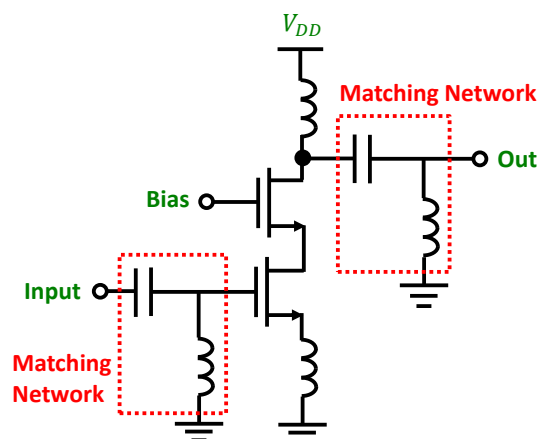 V_DD
Matching Network
Out
Bias
Input
Matching
Network